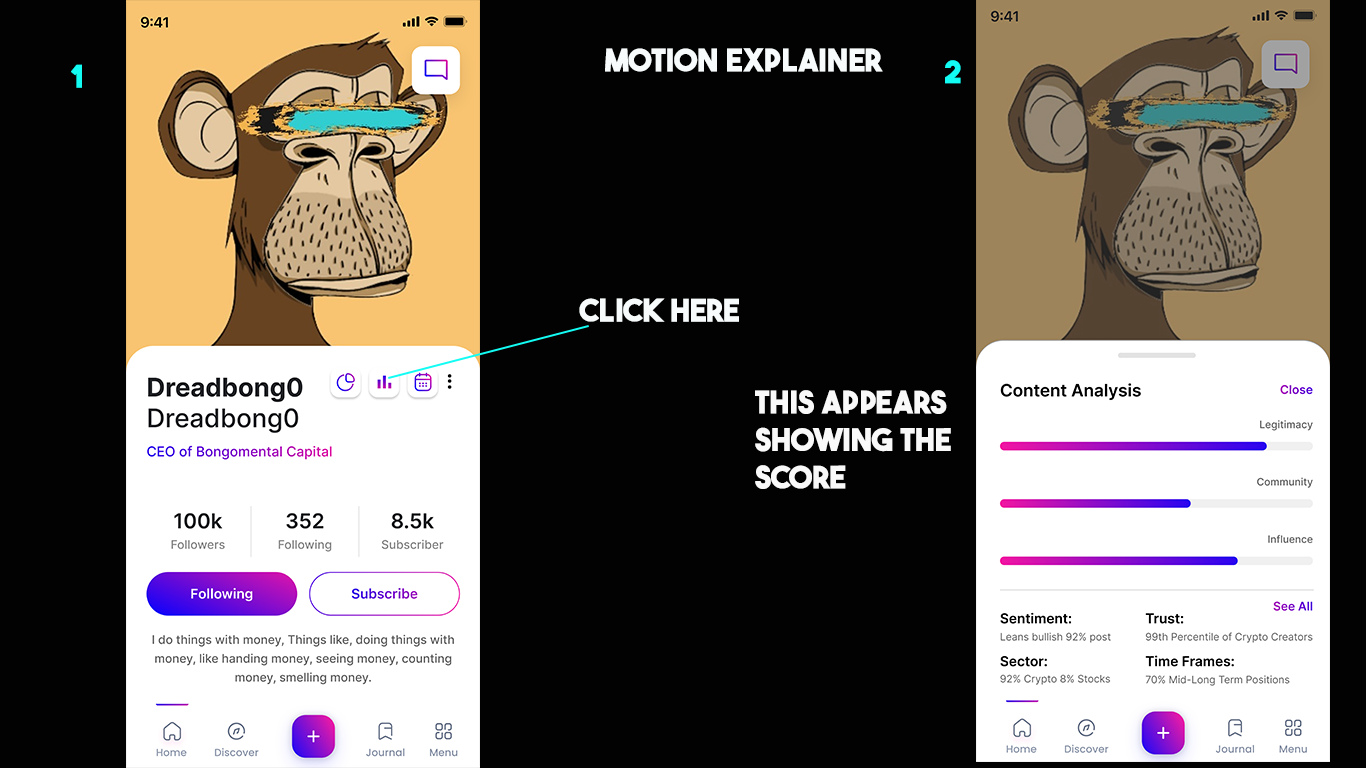 MOTION EXPLAINER
1
9:41
Dreadbong0
Dreadbong0
CEO of Bongomental Capital
100k
Followers
352
Following
8.5k
Subscriber
Following
Subscribe
I do things with money, Things like, doing things with
money, like handing money, seeing money, counting
money, smelling money.
Home
Discover
+
Journal
Menu
CLICK HERE
THIS APPEARS
SHOWING THE
SCORE
2
9:41
Content Analysis
Close
Legitimacy
Community
Influence
See All
Sentiment:
Leans bullish 92% post
Trust:
99th Percentile of Crypto Creators
Sector:
92% Crypto 8% Stocks
Time Frames:
70% Mid-Long Term Positions
Home
Discover
+
Journal
Menu